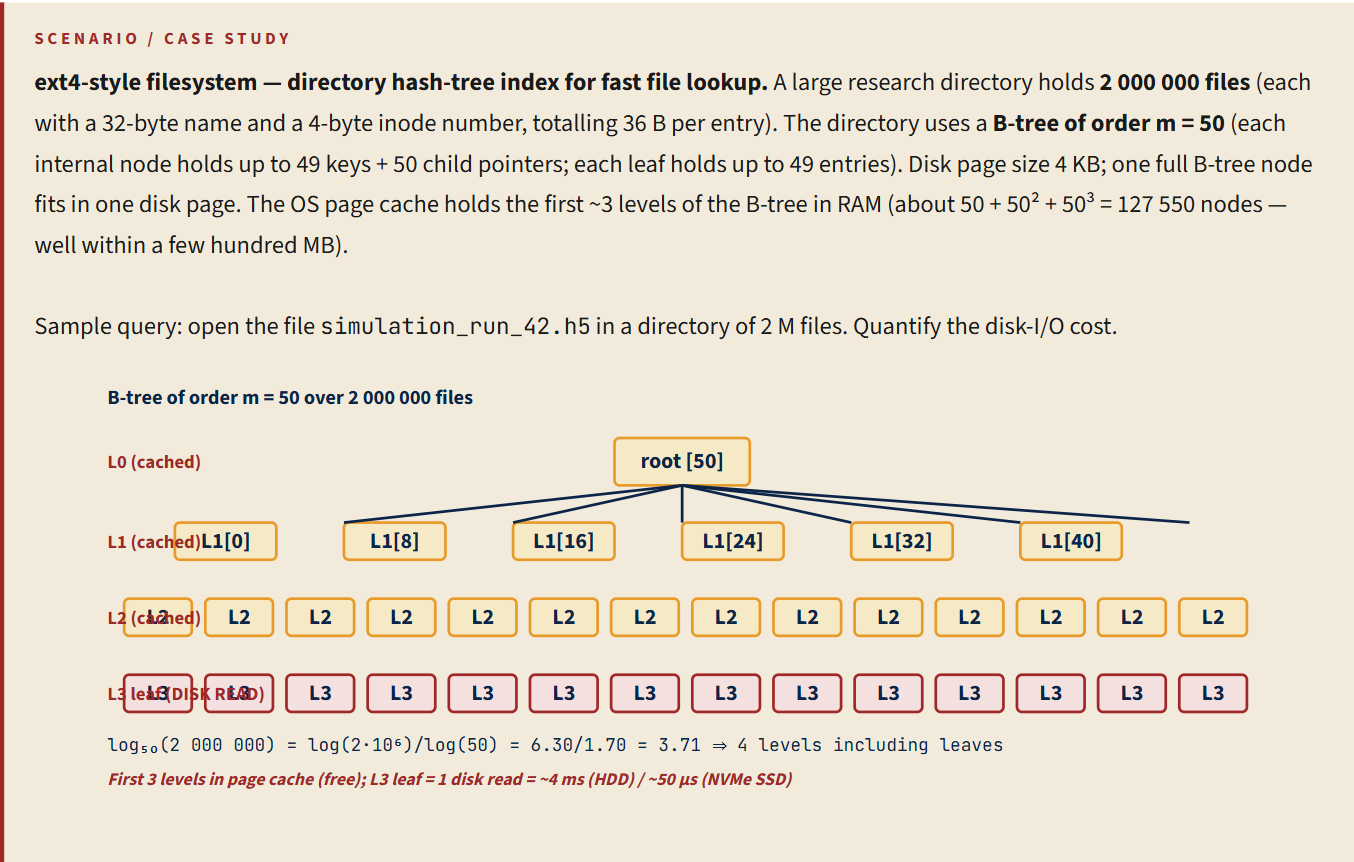 SCENARIO / CASE STUDY
ext4-style filesystem — directory hash-tree index for fast file lookup. A large research directory holds 2 000 000 files (each
with a 32-byte name and a 4-byte inode number, totalling 36 B per entry). The directory uses a B-tree of order m = 50 (each
internal node holds up to 49 keys + 50 child pointers; each leaf holds up to 49 entries). Disk page size 4 KB; one full B-tree node
fits in one disk page. The OS page cache holds the first ~3 levels of the B-tree in RAM (about 50 + 50² + 50³ = 127 550 nodes —
well within a few hundred MB).
Sample query: open the file simulation_run_42.h5 in a directory of 2 M files. Quantify the disk-I/O cost.
B-tree of order m = 50 over 2 000 000 files
L0 (cached) root [50]
L1 (cached) L1[0] L1[8] L1[16] L1[24] L1[32] L1[40]
L2 (cached) L2 L2 L2 L2 L2 L2 L2 L2 L2 L2 L2 L2 L2 L2
L3 leaf (DISK READ) L3 L3 L3 L3 L3 L3 L3 L3 L3 L3 L3 L3 L3 L3
log₅₀(2 000 000) = log(2·10⁶)/log(50) = 6.30/1.70 = 3.71 ⇒ 4 levels including leaves
First 3 levels in page cache (free); L3 leaf = 1 disk read = ~4 ms (HDD) / ~50 µs (NVMe SSD)